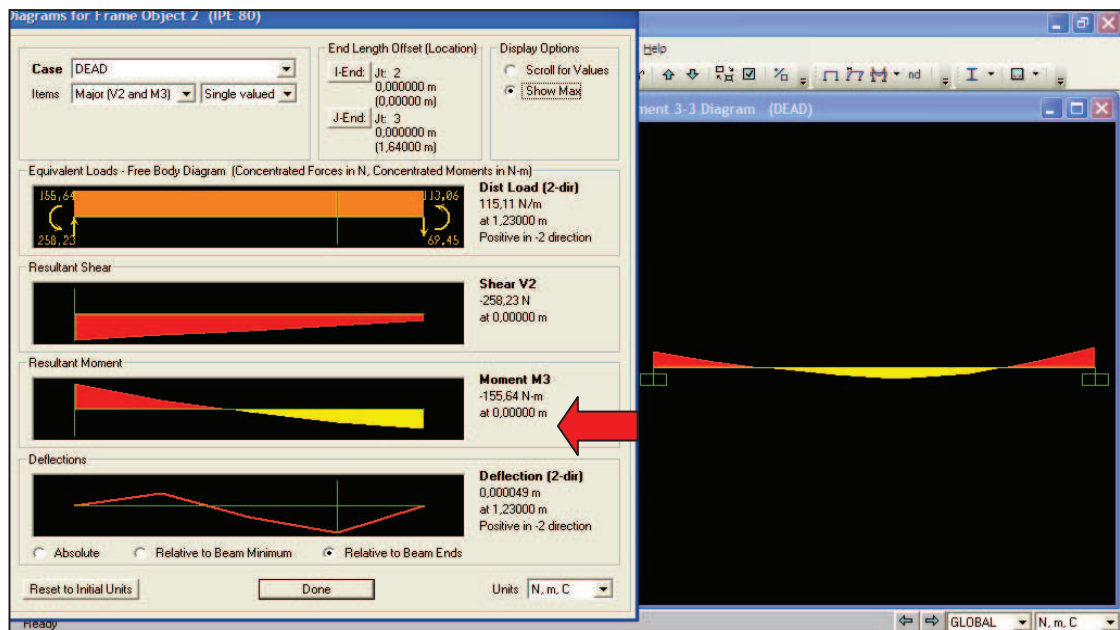 Diagrams for Frame Object 2 (IPE 80)
Case DEAD
Items Major (V2 and M3) Single valued
End Length Offset (Location)
I-End: Jt: 2
0,000000 m
(0,00000 m)
J-End: Jt: 3
0,000000 m
(1,64000 m)
Display Options
Scroll for Values
Show Max
Equivalent Loads - Free Body Diagram (Concentrated Forces in N, Concentrated Moments in N-m)
155,64 113,06
258,23 69,45
Dist Load (2-dir)
115,11 N/m
at 1,23000 m
Positive in -2 direction
Resultant Shear
Shear V2
-258,23 N
at 0,00000 m
Resultant Moment
Moment M3
-155,64 N-m
at 0,00000 m
Deflections
Deflection (2-dir)
0,000049 m
at 1,23000 m
Positive in -2 direction
Absolute Relative to Beam Minimum Relative to Beam Ends
Reset to Initial Units Done Units N, m, C
Ready
Help
nd
ment 3-3 Diagram (DEAD)
GLOBAL N, m, C